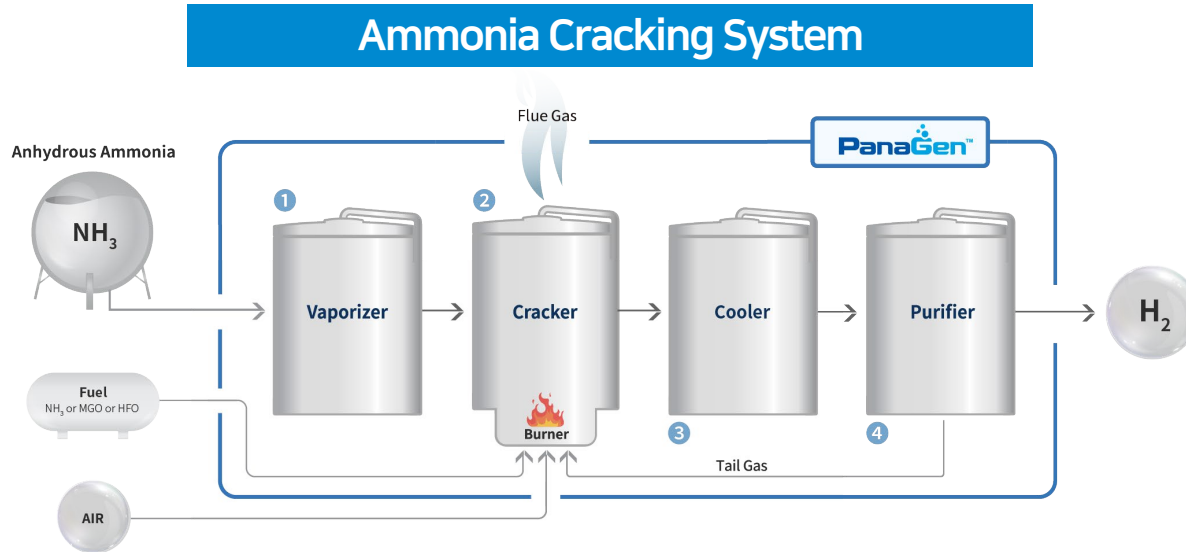 Ammonia Cracking System
Flue Gas
PanaGen™
Anhydrous Ammonia
NH₃
1
2
Vaporizer
Cracker
Cooler
Purifier
H₂
Fuel
NH₃ or MGO or HFO
Burner
3
4
Tail Gas
AIR